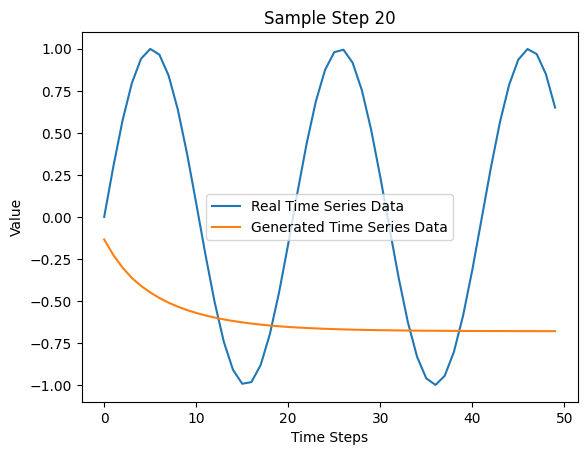 Sample Step 20
Value
1.00
0.75
0.50
0.25
0.00
−0.25
−0.50
−0.75
−1.00
Real Time Series Data
Generated Time Series Data
0 10 20 30 40 50
Time Steps